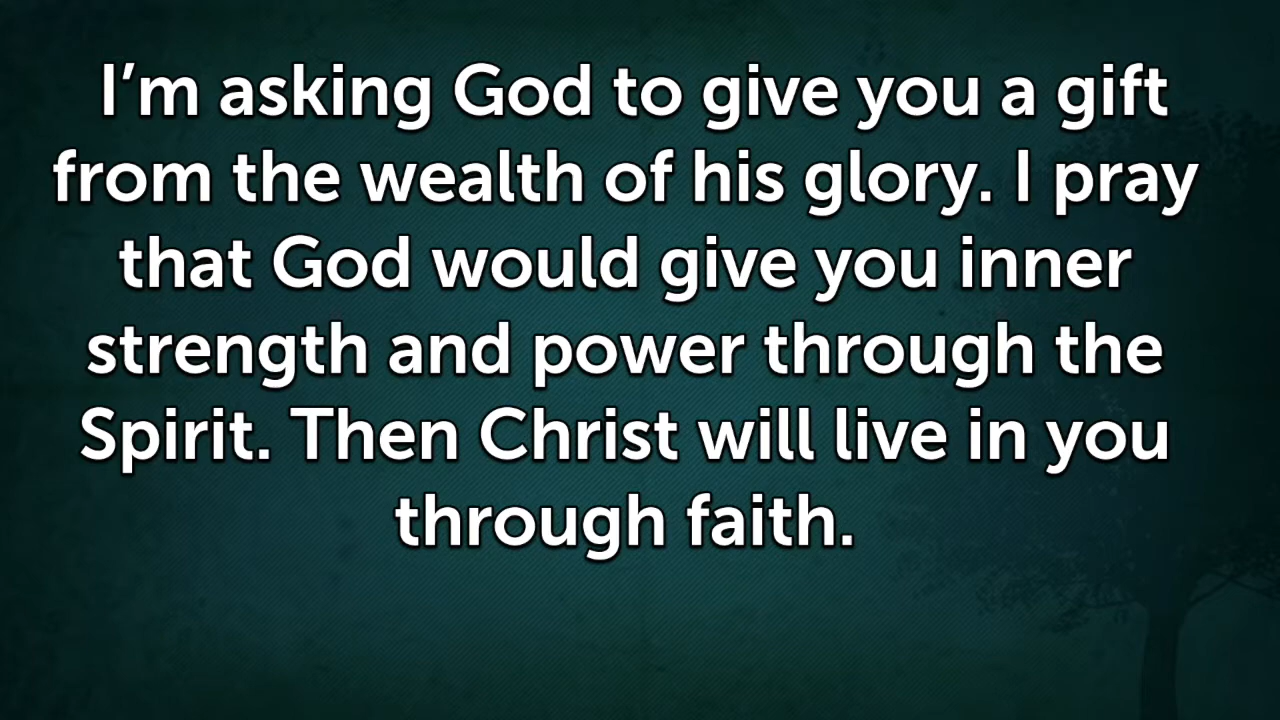 I’m asking God to give you a gift
from the wealth of his glory. I pray
that God would give you inner
strength and power through the
Spirit. Then Christ will live in you
through faith.